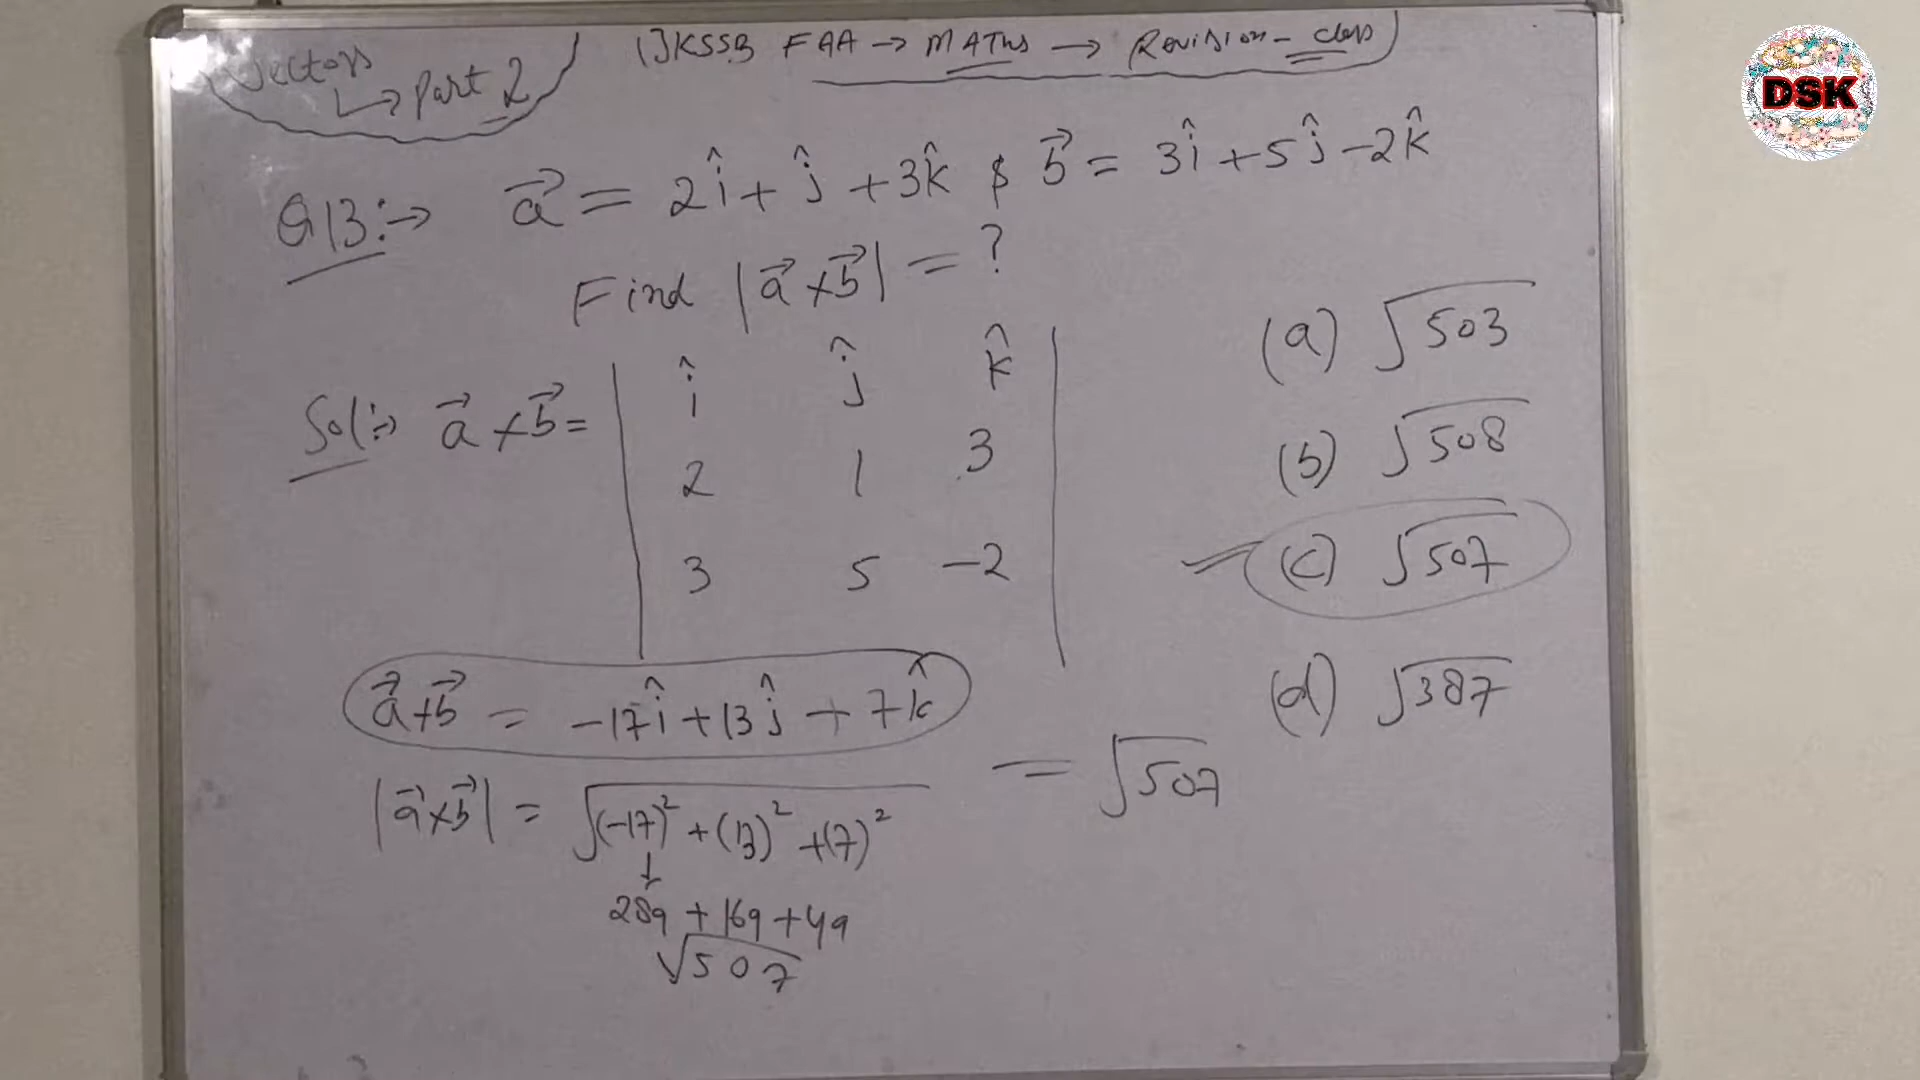 Vectors
↳ Part 2
JKSSB FAA → MATHS → Revision - class
DSK
Q13:→ a⃗ = 2î + ĵ + 3k̂ & b⃗ = 3î + 5ĵ - 2k̂
Find |a⃗ × b⃗| = ?
(a) √503
Sol:→ a⃗ × b⃗ =
| î ĵ k̂ |
| 2 1 3 |
| 3 5 -2 |
(b) √508
(c) √507
(d) √387
a⃗ × b⃗ = -17î + 13ĵ + 7k̂
|a⃗ × b⃗| = √(-17)² + (13)² + (7)² = √507
↓
289 + 169 + 49
√507